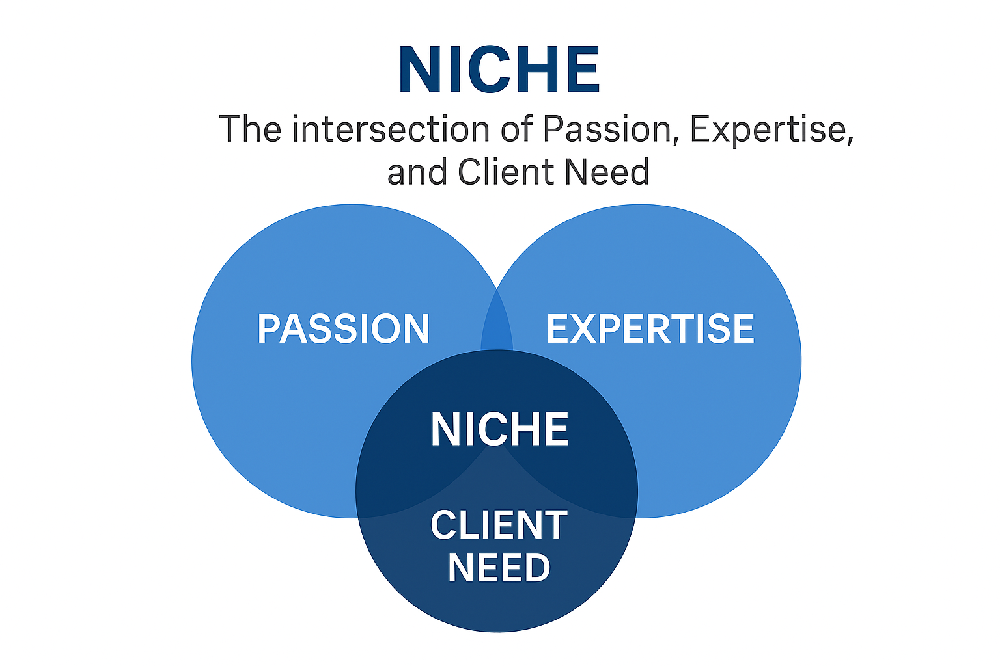 NICHE
The intersection of Passion, Expertise,
and Client Need
PASSION
EXPERTISE
NICHE
CLIENT
NEED